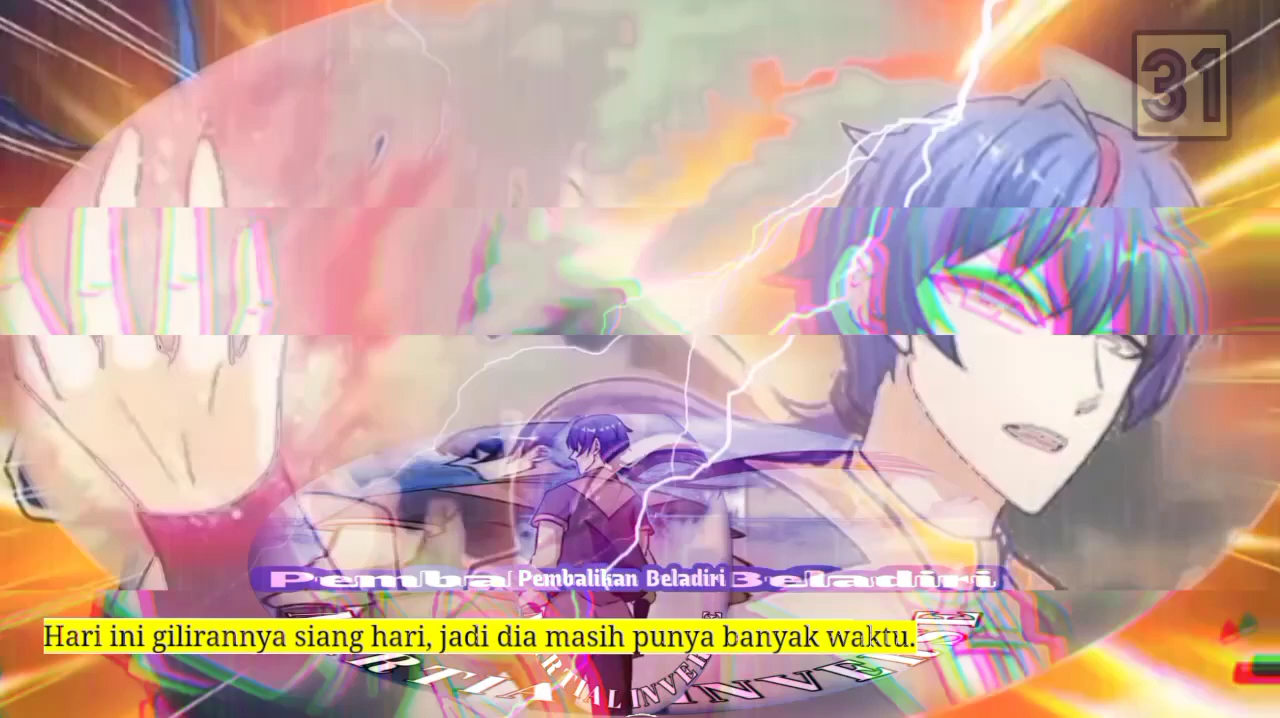 31
Pembalikan Beladiri
Hari ini gilirannya siang hari, jadi dia masih punya banyak waktu.